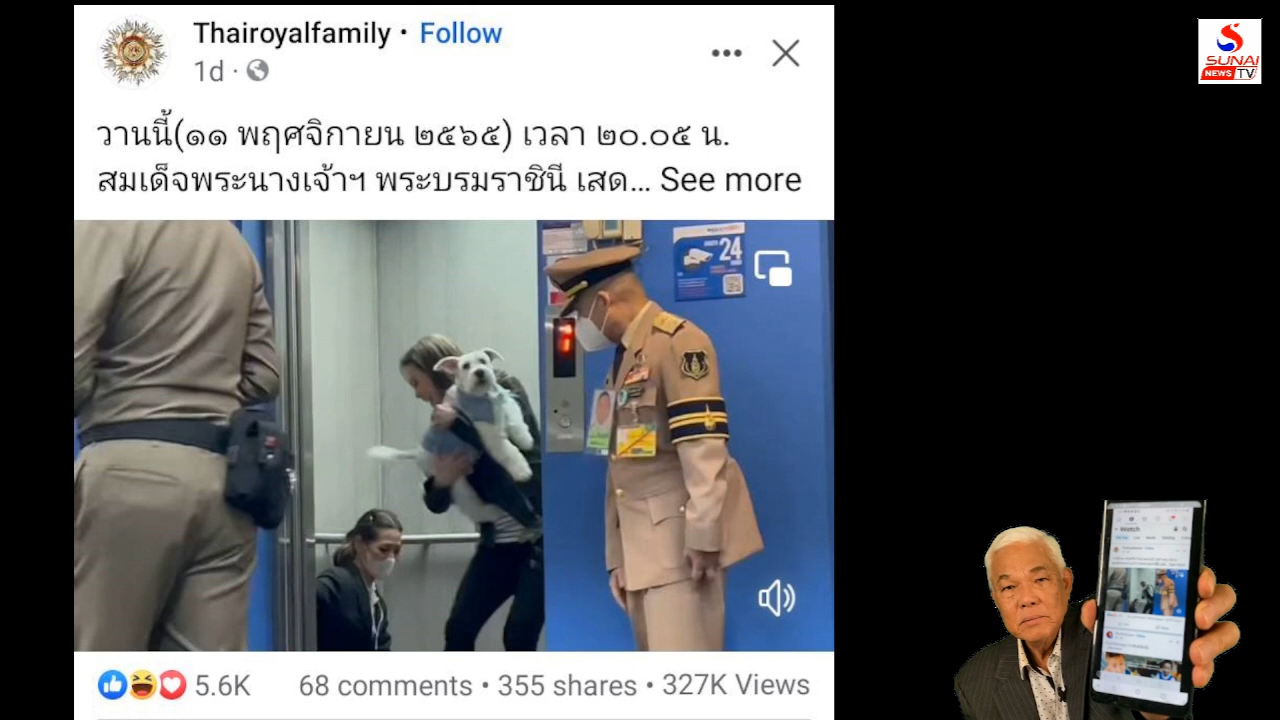 Thairoyalfamily · Follow
1d ·
วานนี้(๑๑ พฤศจิกายน ๒๕๖๕) เวลา ๒๐.๐๕ น.
สมเด็จพระนางเจ้าฯ พระบรมราชินี เสด... See more
24
5.6K 68 comments • 355 shares • 327K Views
SUNAI
NEWS TV
Watch